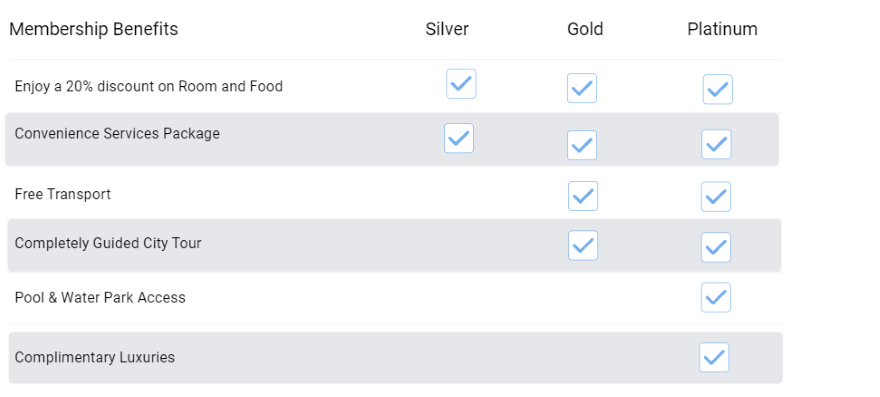 Membership Benefits Silver Gold Platinum
Enjoy a 20% discount on Room and Food
Convenience Services Package
Free Transport
Completely Guided City Tour
Pool & Water Park Access
Complimentary Luxuries